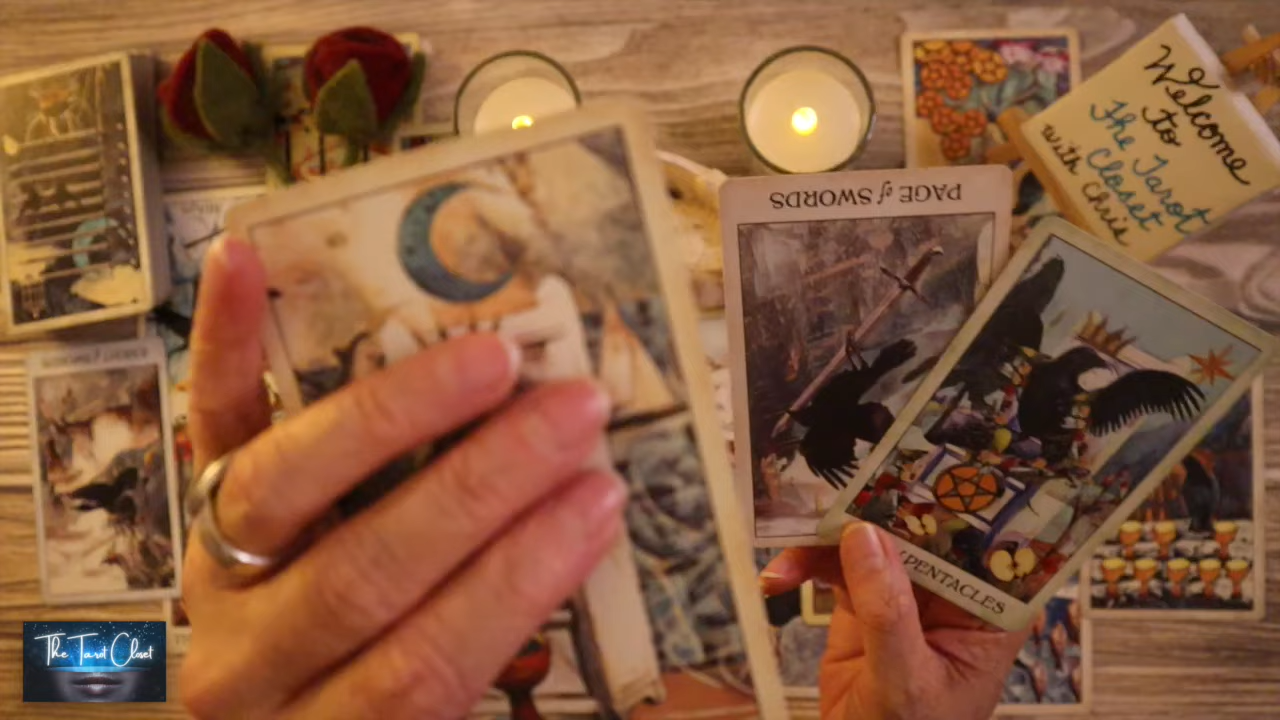 Welcome
to
The Tarot
Closet
with Chris
PAGE of SWORDS
PENTACLES
The Tarot Closet